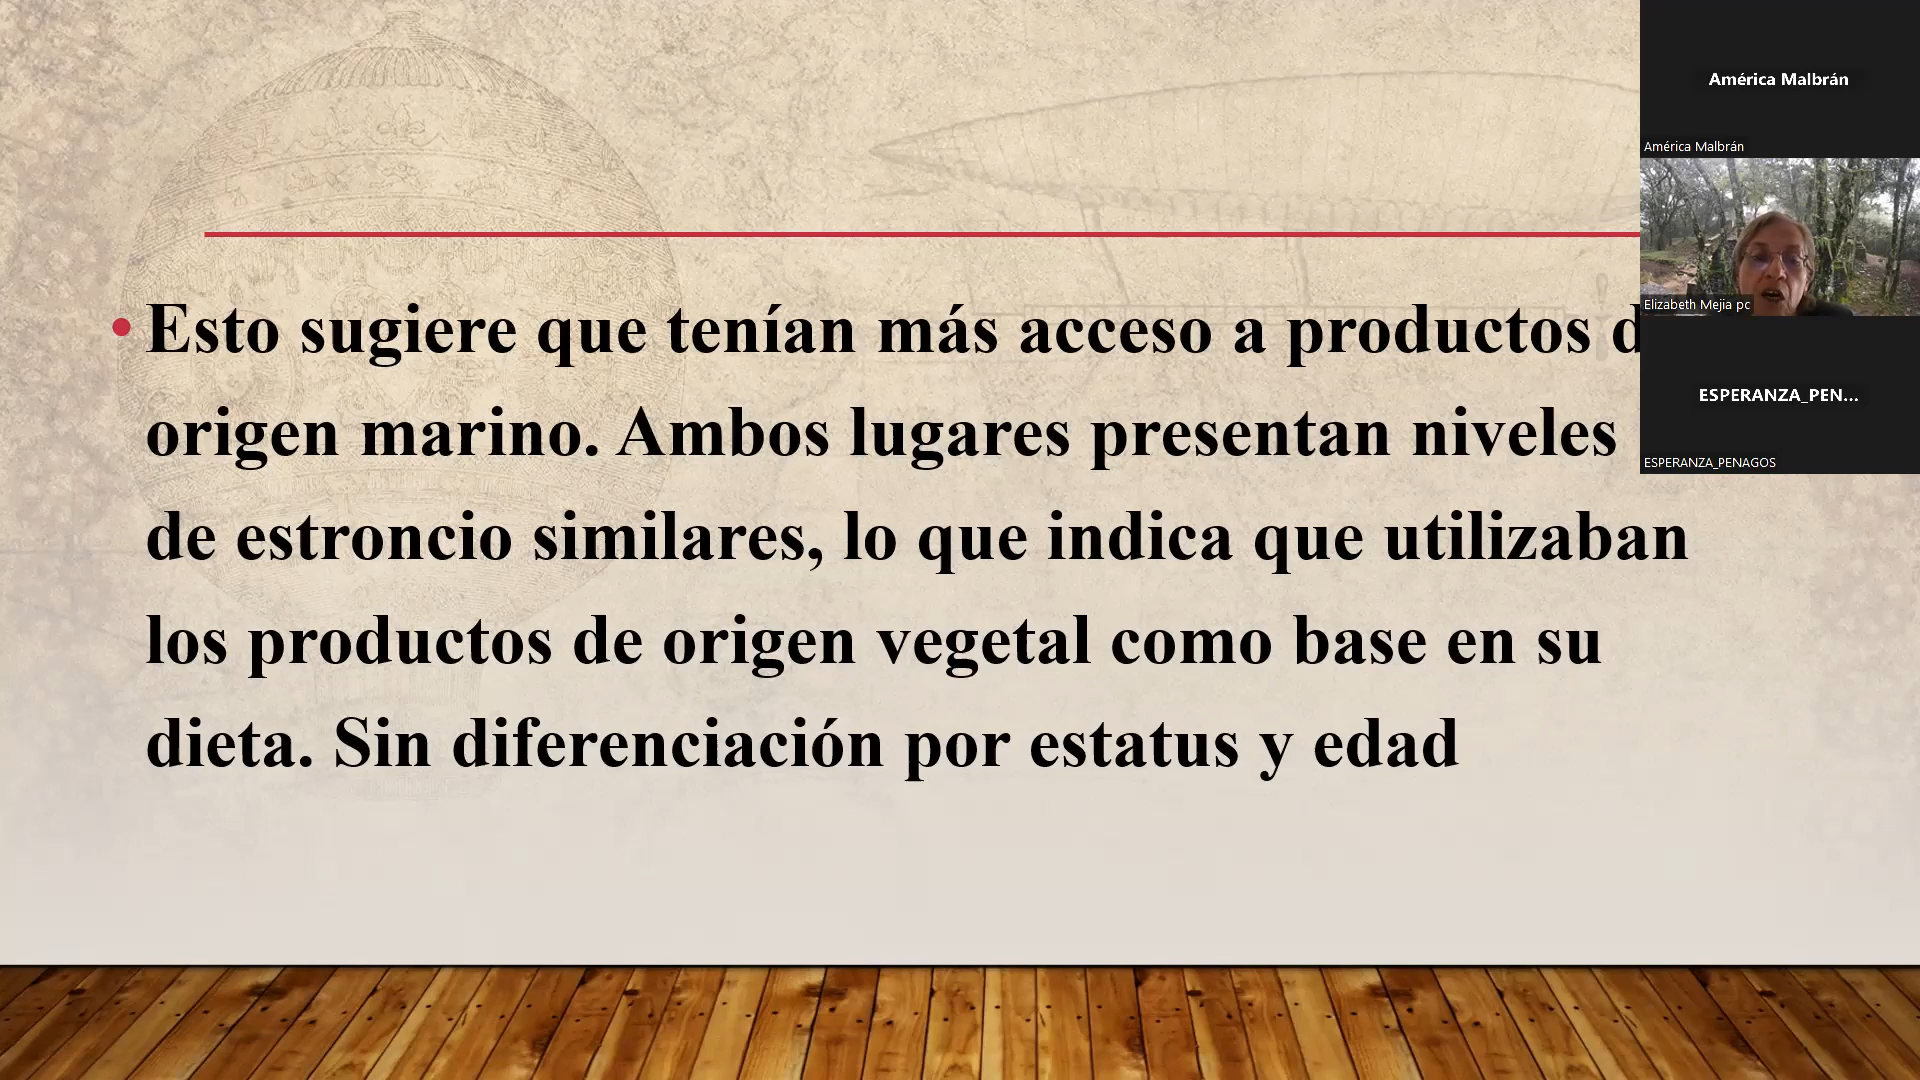 • Esto sugiere que tenían más acceso a productos
origen marino. Ambos lugares presentan niveles
de estroncio similares, lo que indica que utilizaban
los productos de origen vegetal como base en su
dieta. Sin diferenciación por estatus y edad
América Malbrán
América Malbrán
Elizabeth Mejia pc
ESPERANZA_PEN...
ESPERANZA_PENAGOS